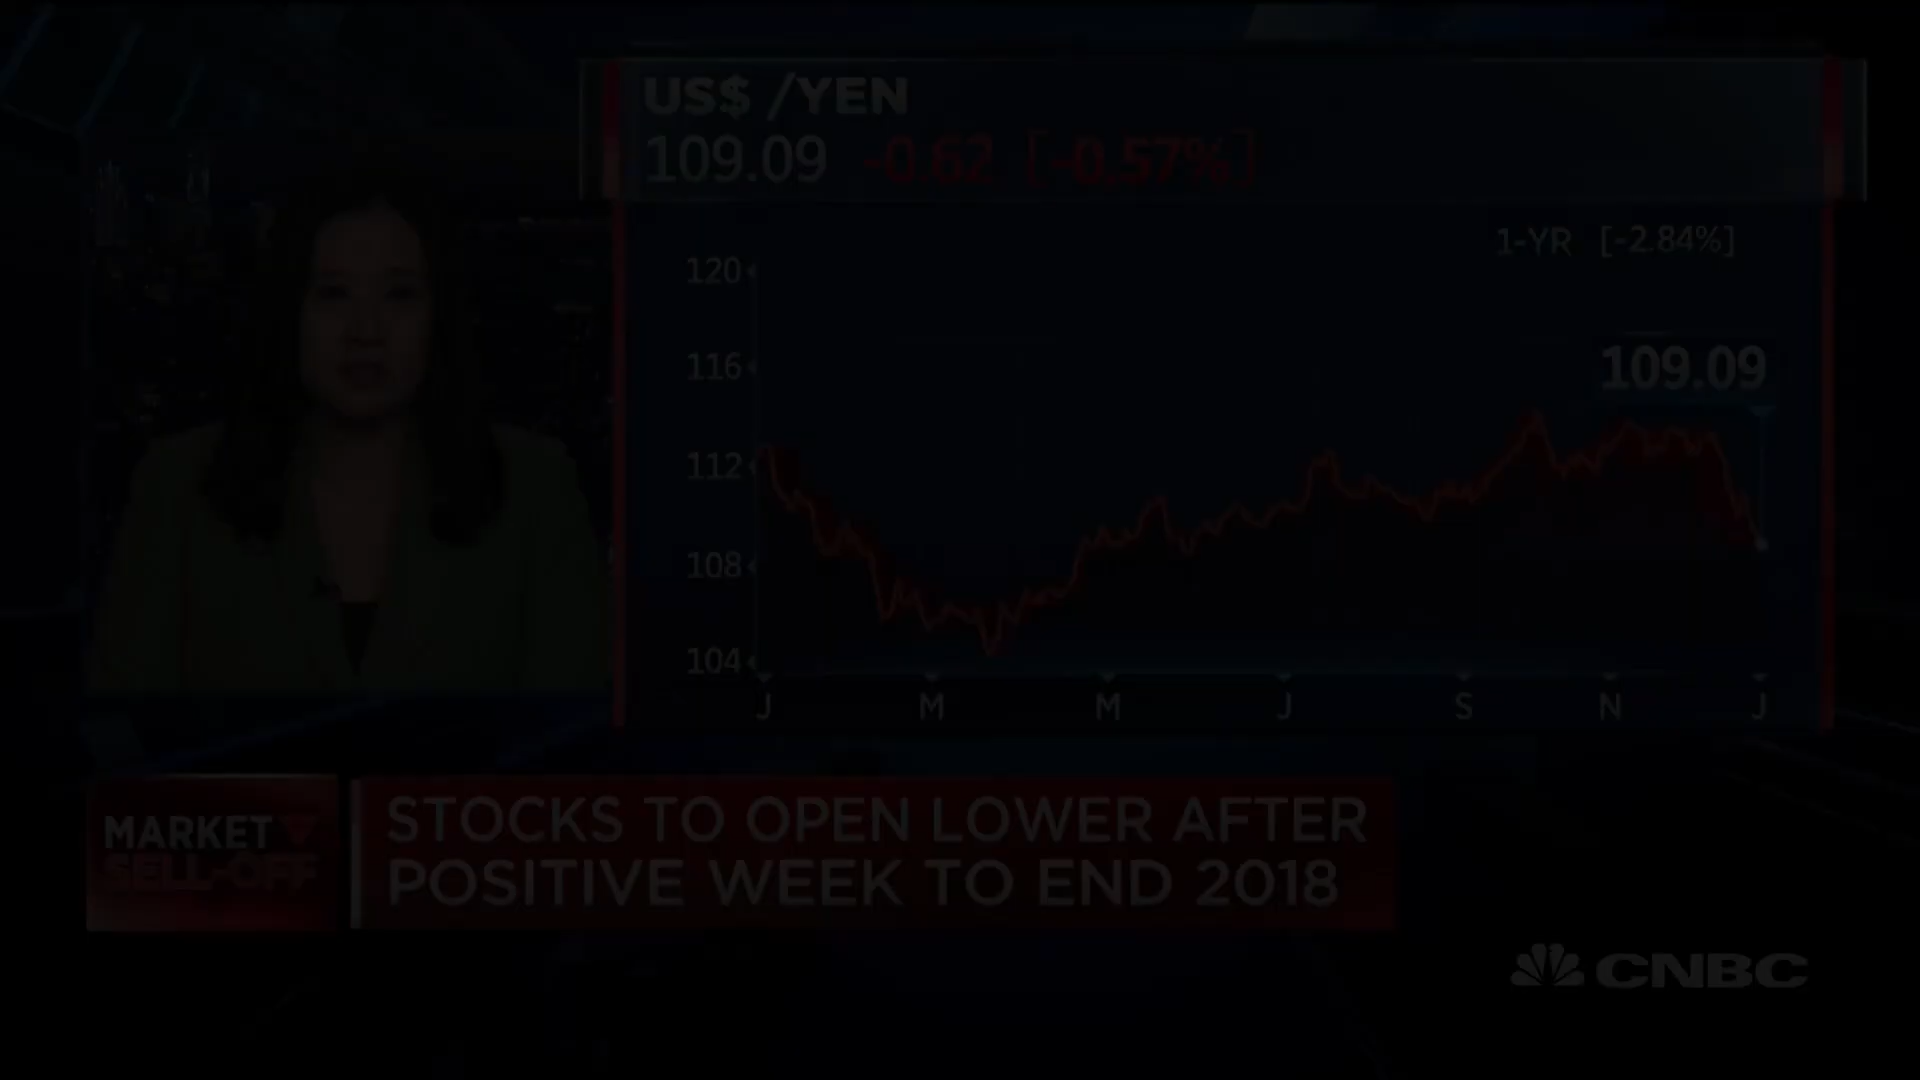 US$ /YEN
109.09 -0.62 [-0.57%]
1-YR [-2.84%]
120
116
109.09
112
108
104
J M M J S N J
MARKET
SELL-OFF
STOCKS TO OPEN LOWER AFTER
POSITIVE WEEK TO END 2018
CNBC